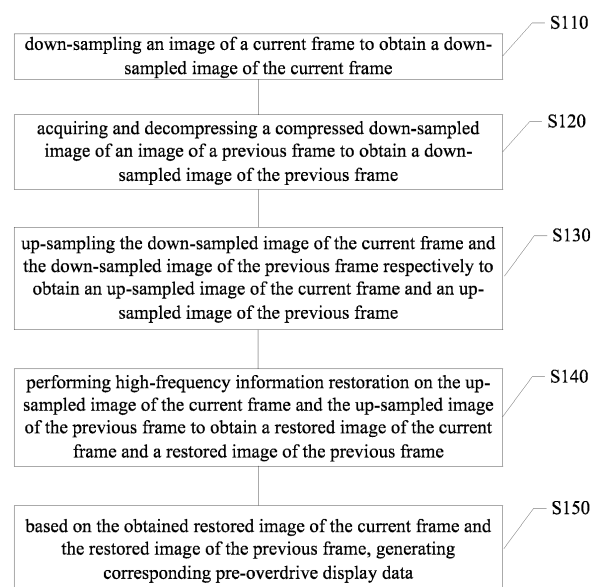 S110
down-sampling an image of a current frame to obtain a down-
sampled image of the current frame
S120
acquiring and decompressing a compressed down-sampled
image of an image of a previous frame to obtain a down-
sampled image of the previous frame
S130
up-sampling the down-sampled image of the current frame and
the down-sampled image of the previous frame respectively to
obtain an up-sampled image of the current frame and an up-
sampled image of the previous frame
S140
performing high-frequency information restoration on the up-
sampled image of the current frame and the up-sampled image
of the previous frame to obtain a restored image of the current
frame and a restored image of the previous frame
S150
based on the obtained restored image of the current frame and
the restored image of the previous frame, generating
corresponding pre-overdrive display data